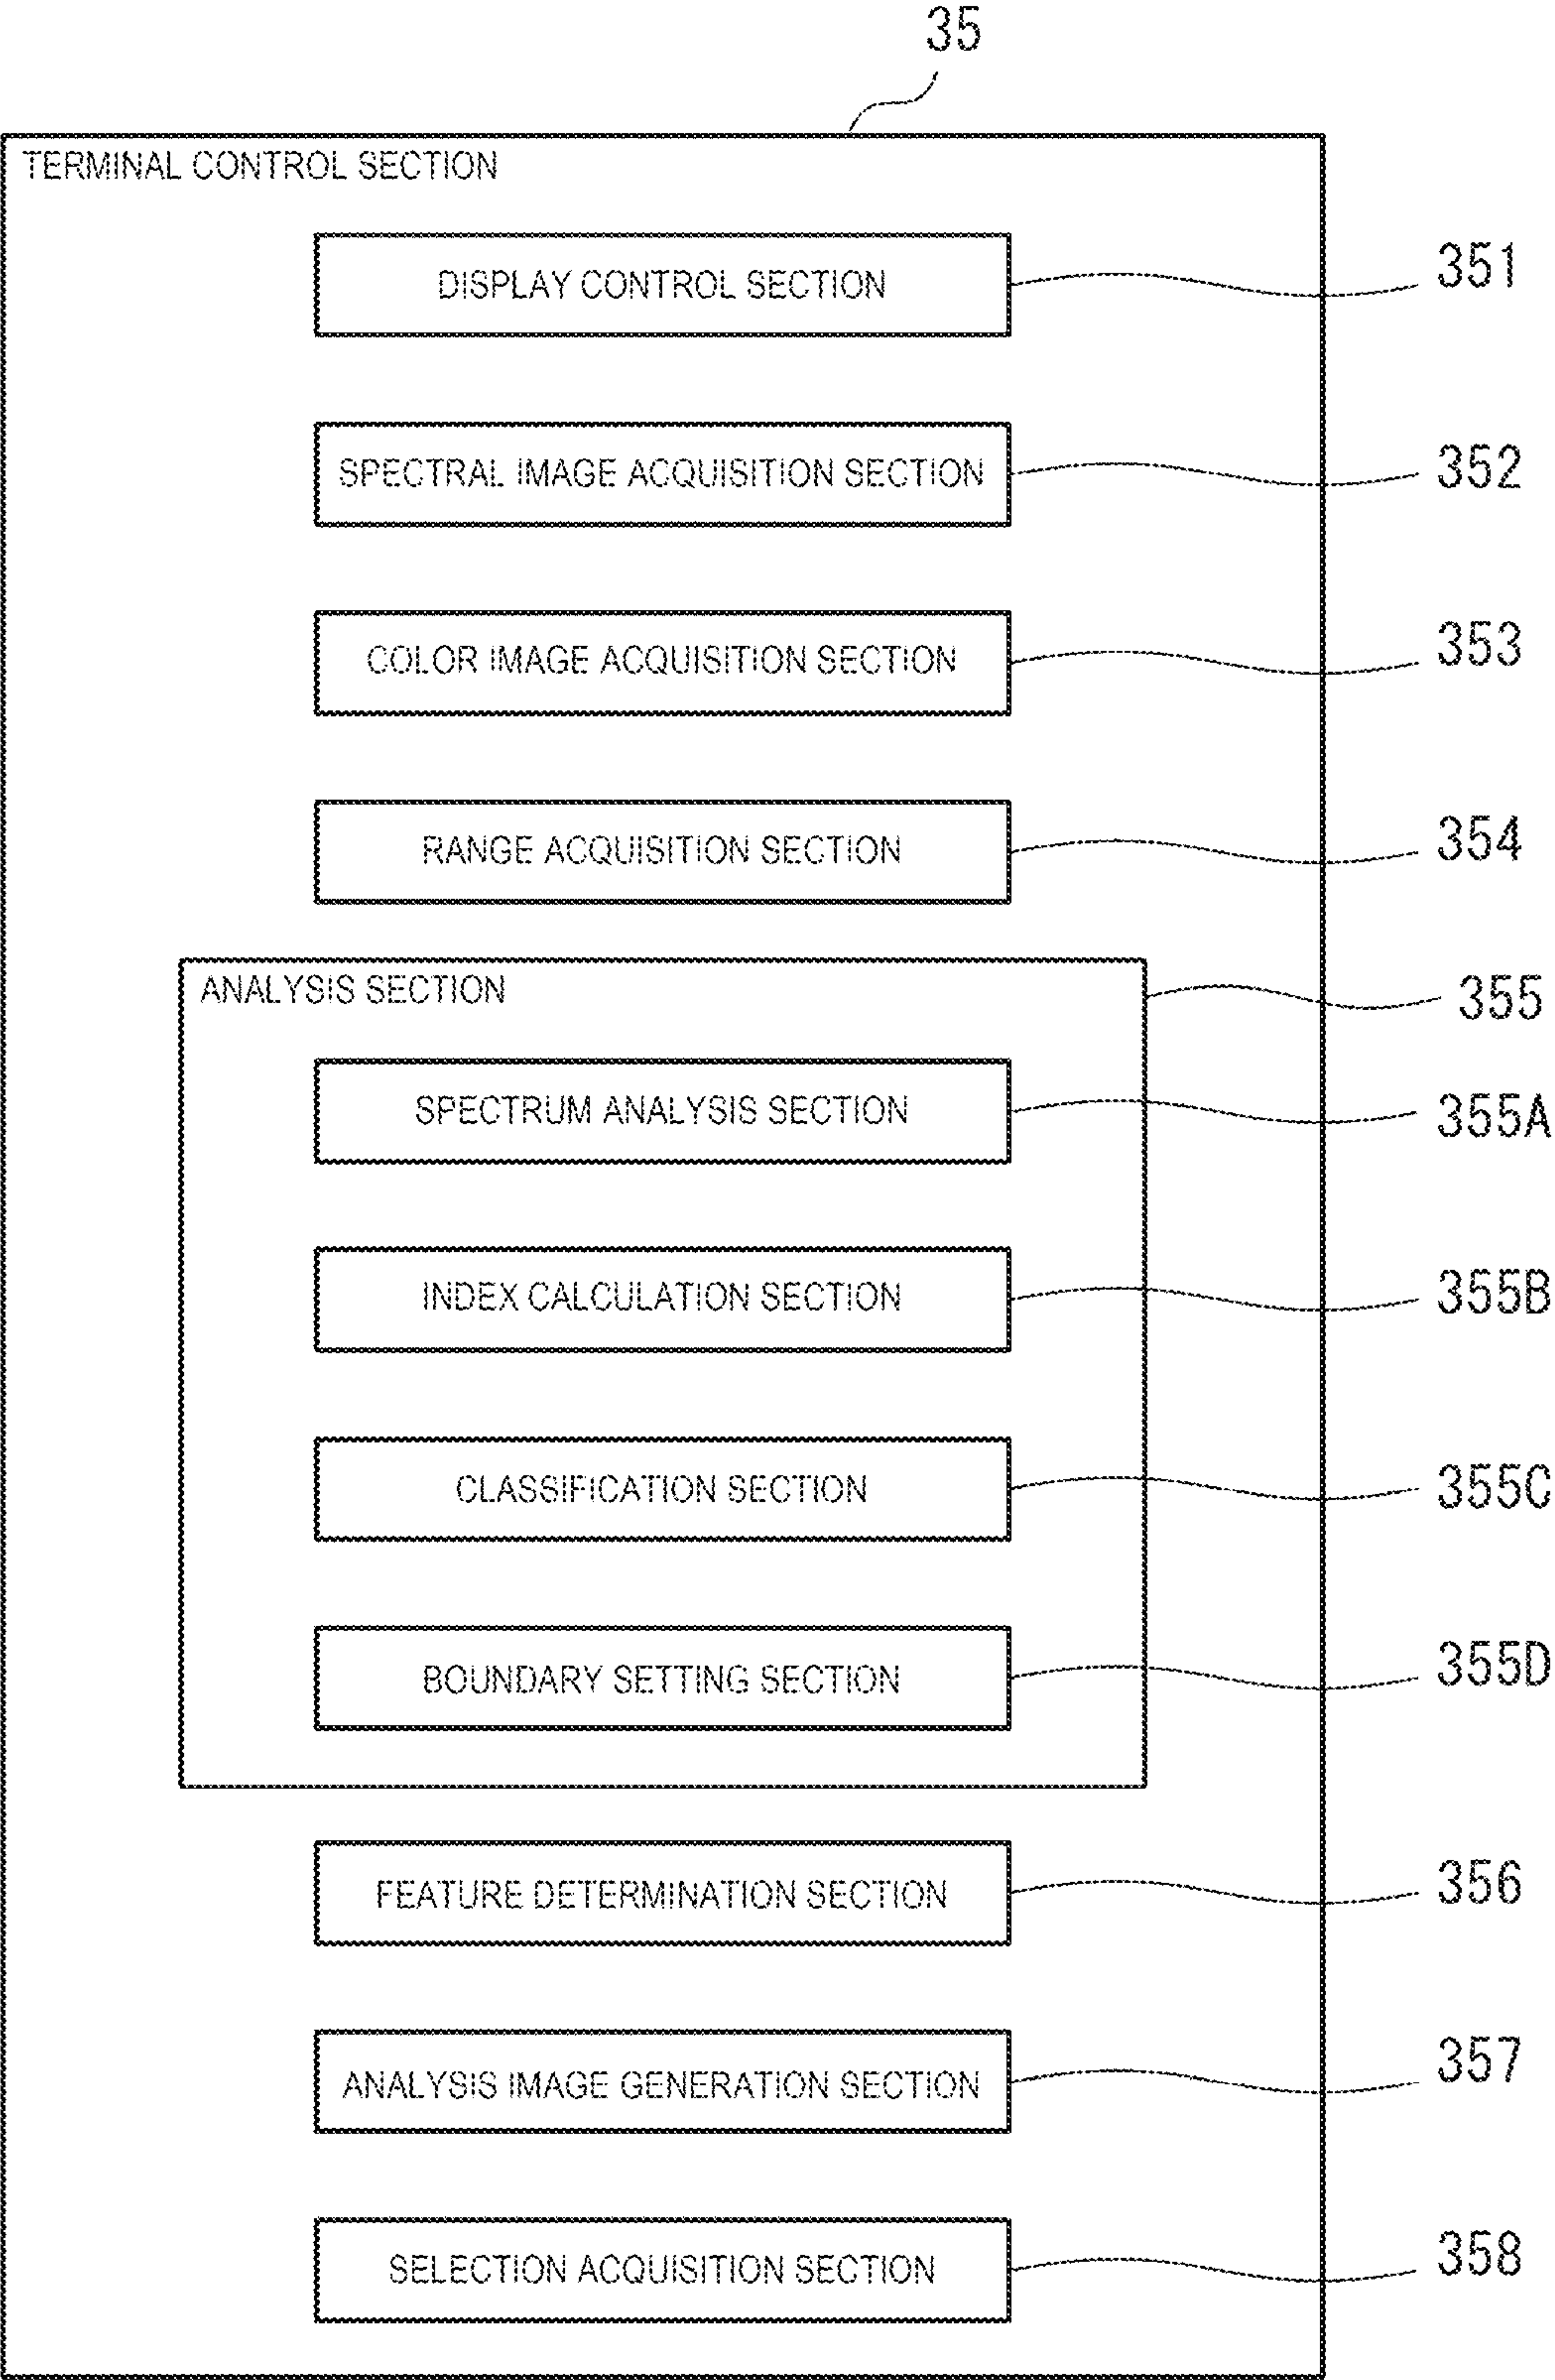 35
TERMINAL CONTROL SECTION
DISPLAY CONTROL SECTION
351
SPECTRAL IMAGE ACQUISITION SECTION
352
COLOR IMAGE ACQUISITION SECTION
353
RANGE ACQUISITION SECTION
354
ANALYSIS SECTION
355
SPECTRUM ANALYSIS SECTION
355A
INDEX CALCULATION SECTION
355B
CLASSIFICATION SECTION
355C
BOUNDARY SETTING SECTION
355D
FEATURE DETERMINATION SECTION
356
ANALYSIS IMAGE GENERATION SECTION
357
SELECTION ACQUISITION SECTION
358